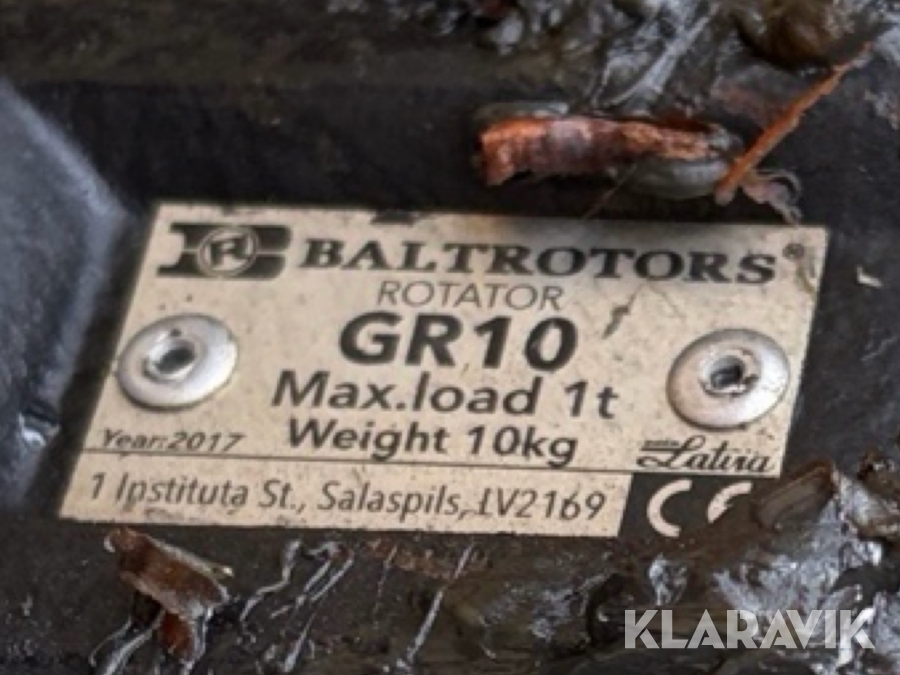 BALTROTORS®
ROTATOR
GR10
Max.load 1t
Year:2017 Weight 10kg
Latvia
1 Instituta St., Salaspils, LV2169 CE
KLARAVIK